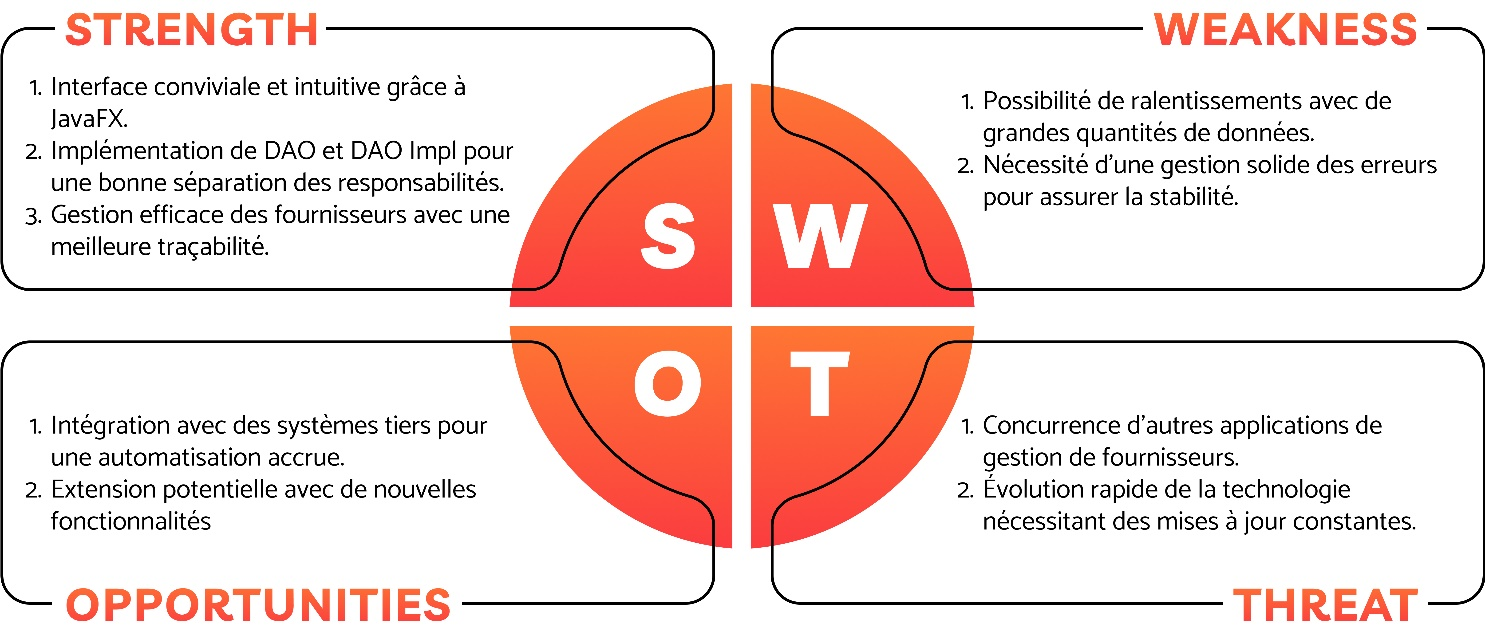 STRENGTH
1. Interface conviviale et intuitive grâce à
JavaFX.
2. Implémentation de DAO et DAO Impl pour
une bonne séparation des responsabilités.
3. Gestion efficace des fournisseurs avec une
meilleure traçabilité.
WEAKNESS
1. Possibilité de ralentissements avec de
grandes quantités de données.
2. Nécessité d'une gestion solide des erreurs
pour assurer la stabilité.
S
W
O
T
1. Intégration avec des systèmes tiers pour
une automatisation accrue.
2. Extension potentielle avec de nouvelles
fonctionnalités
OPPORTUNITIES
1. Concurrence d'autres applications de
gestion de fournisseurs.
2. Évolution rapide de la technologie
nécessitant des mises à jour constantes.
THREAT